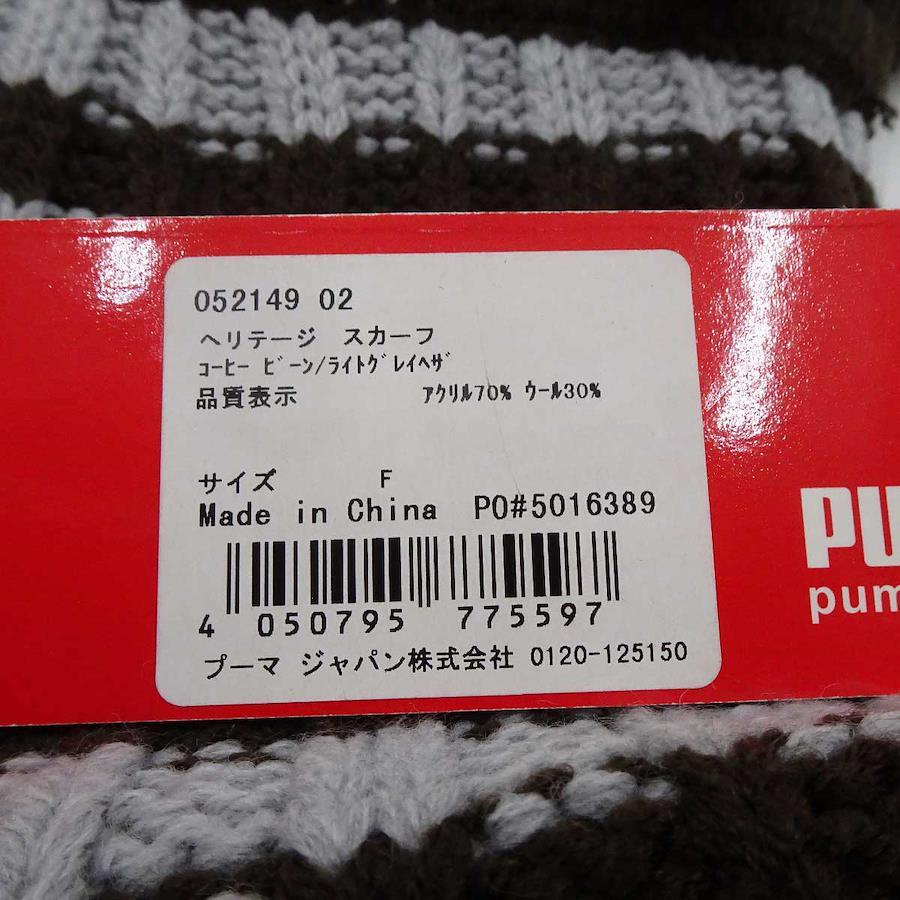 052149 02
ヘリテージ スカーフ
ｺｰﾋｰ ﾋﾞｰﾝ/ﾗｲﾄｸﾞﾚｲﾍｻﾞ
品質表示 ｱｸﾘﾙ70% ｳｰﾙ30%
サイズ F
Made in China PO#5016389
4 050795 775597
プーマ ジャパン株式会社 0120-125150
PU
pum